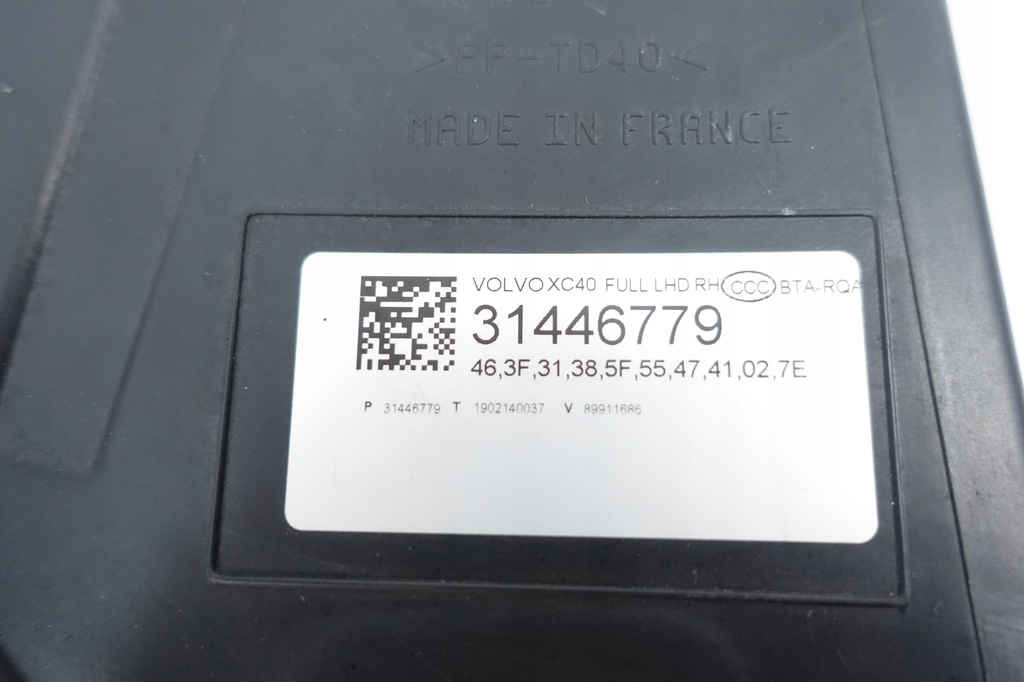 >PP-TD40<
MADE IN FRANCE
VOLVO XC40 FULL LHD RH CCC BTA-RQA
31446779
46,3F,31,38,5F,55,47,41,02,7E
P 31446779 T 1902140037 V 89911686